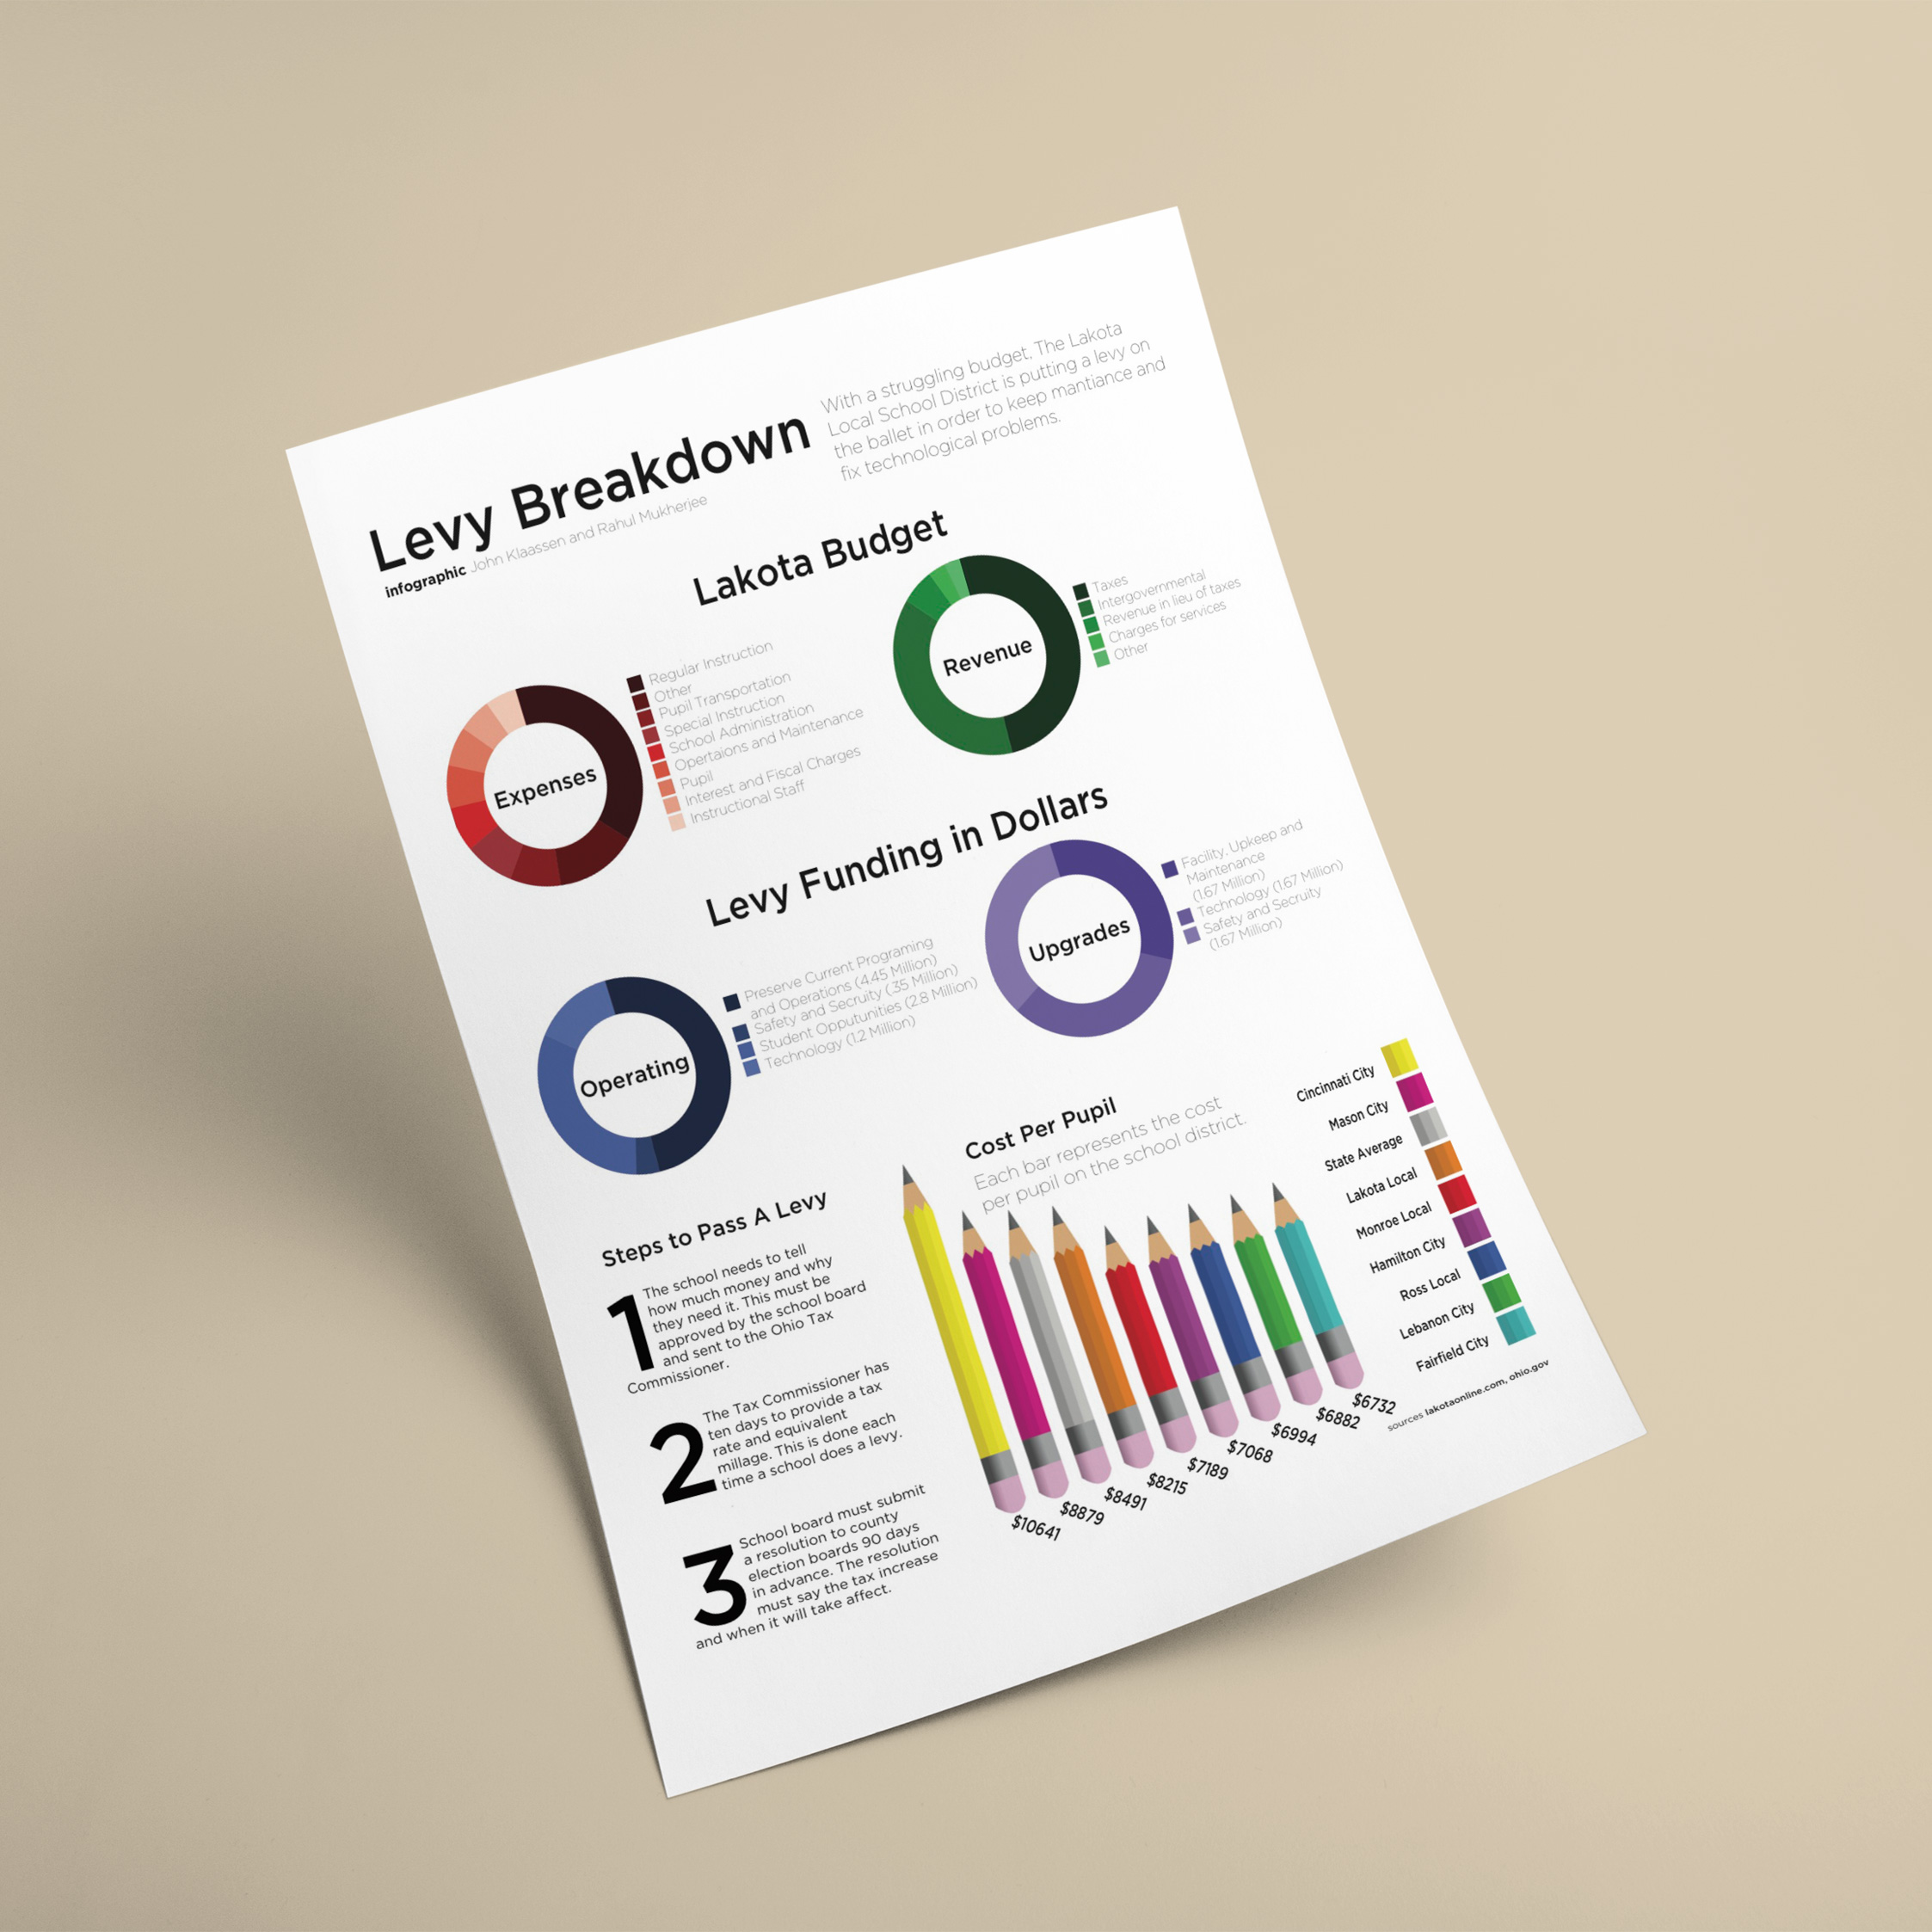 Levy Breakdown
infographic John Klaassen and Rahul Mukherjee
With a struggling budget, The Lakota
Local School District is putting a levy on
the ballet in order to keep mantiance and
fix technological problems.
Lakota Budget
Expenses
Regular Instruction
Other
Pupil Transportation
Special Instruction
School Administration
Opertaions and Maintenance
Pupil
Interest and Fiscal Charges
Instructional Staff
Revenue
Taxes
Intergovernmental
Revenue in lieu of taxes
Charges for services
Other
Levy Funding in Dollars
Operating
Preserve Current Programing
and Operations (4.45 Million)
Safety and Secruity (.35 Million)
Student Opputunities (2.8 Million)
Technology (1.2 Million)
Upgrades
Facility, Upkeep and
Maintenance
(1.67 Million)
Technology (1.67 Million)
Safety and Secruity
(1.67 Million)
Steps to Pass A Levy
1
The school needs to tell
how much money and why
they need it. This must be
approved by the school board
and sent to the Ohio Tax
Commissioner.
2
The Tax Commissioner has
ten days to provide a tax
rate and equivalent
millage. This is done each
time a school does a levy.
3
School board must submit
a resolution to county
election boards 90 days
in advance. The resolution
must say the tax increase
and when it will take affect.
Cost Per Pupil
Each bar represents the cost
per pupil on the school district.
$10641
$8879
$8491
$8215
$7189
$7068
$6994
$6882
$6732
Cincinnati City
Mason City
State Average
Lakota Local
Monroe Local
Hamilton City
Ross Local
Lebanon City
Fairfield City
sources lakotaonline.com, ohio.gov